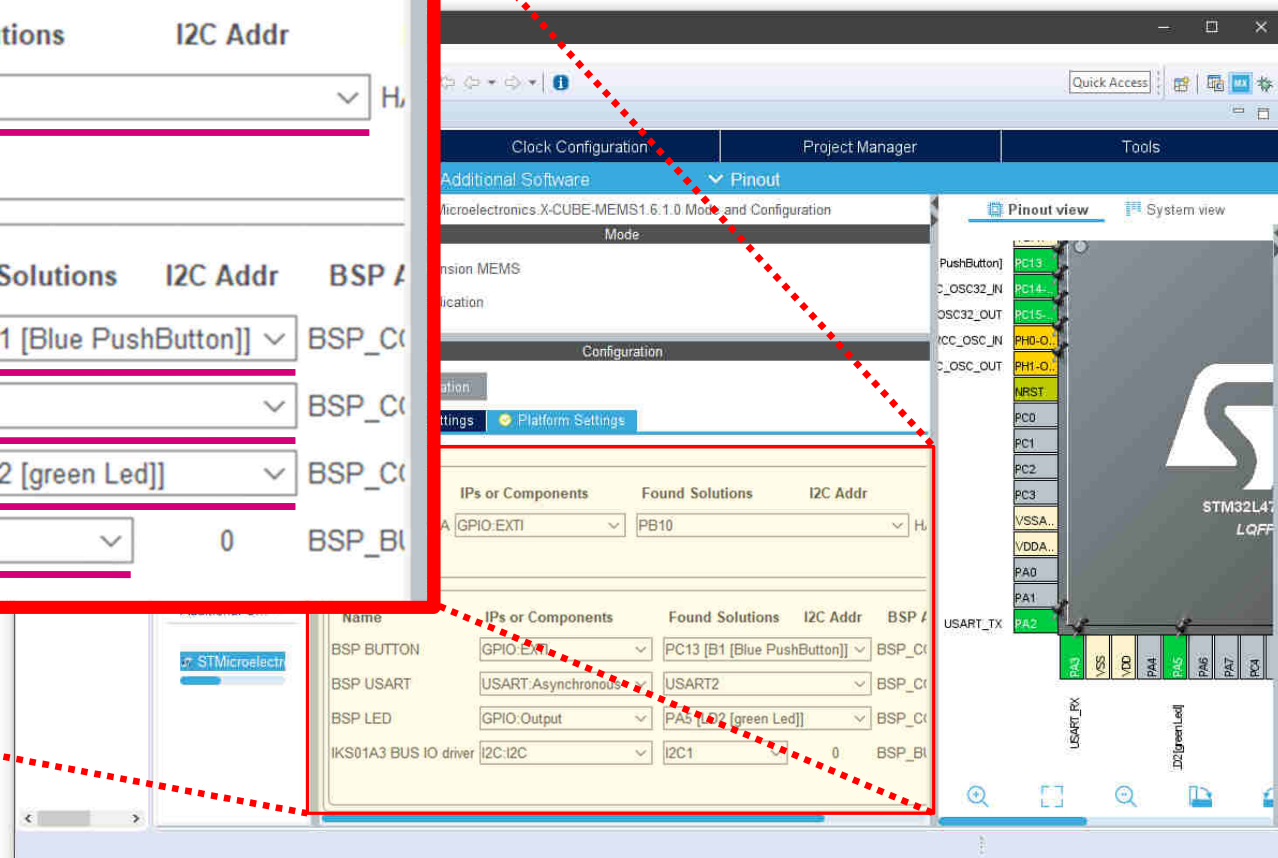 I2C Addr
Solutions I2C Addr BSP
1 [Blue PushButton]] BSP_C
BSP_C
2 [green Led]] BSP_C
0 BSP_B
Quick Access
Clock Configuration Project Manager Tools
Additional Software Pinout
Microelectronics.X-CUBE-MEMS1.6.1.0 Mode and Configuration
Mode
MEMS
Configuration
Platform Settings
IPs or Components Found Solutions I2C Addr
A GPIO:EXTI PB10
Name IPs or Components Found Solutions I2C Addr BSP
BSP BUTTON GPIO:EXTI PC13 [B1 [Blue PushButton]] BSP_C
BSP USART USART:Asynchronous USART2 BSP_C
BSP LED GPIO:Output PA5 [LD2 [green Led]] BSP_C
IKS01A3 BUS IO driver I2C:I2C I2C1 0 BSP_B
STMicroelectr
Pinout view System view
PushButton] PC13
C_OSC32_IN PC14-..
OSC32_OUT PC15-..
CC_OSC_IN PH0-O..
C_OSC_OUT PH1-O..
NRST
PC0
PC1
PC2
PC3
VSSA..
VDDA..
PA0
PA1
USART_TX PA2
STM32L47
LQFP
PA3 VSS VDD PA4 PA5 PA6 PA7 PC4
USART_RX
LD2 [green Led]